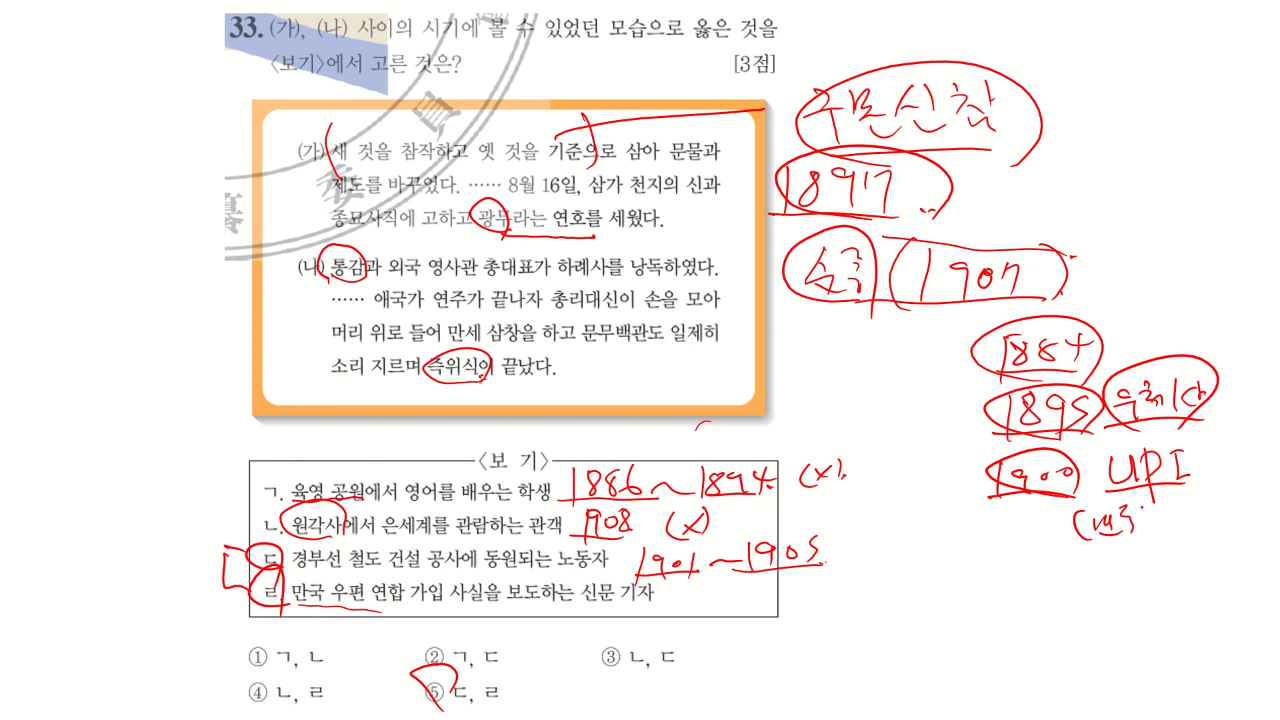 33. (가), (나) 사이의 시기에 볼 수 있었던 모습으로 옳은 것을
<보기>에서 고른 것은? [3점]
(가) 새 것을 참작하고 옛 것을 기준으로 삼아 문물과
제도를 바꾸었다. …… 8월 16일, 삼가 천지의 신과
종묘사직에 고하고 광무라는 연호를 세웠다.
(나) 통감과 외국 영사관 총대표가 하례사를 낭독하였다.
…… 애국가 연주가 끝나자 총리대신이 손을 모아
머리 위로 들어 만세 삼창을 하고 문무백관도 일제히
소리 지르며 즉위식이 끝났다.
구본신참
1897
순종
1907
1884
1895 우체사
1900 UPU
<보 기>
ㄱ. 육영 공원에서 영어를 배우는 학생 1886~1894 (x)
ㄴ. 원각사에서 은세계를 관람하는 관객 1908 (x)
ㄷ. 경부선 철도 건설 공사에 동원되는 노동자 1901~1905
ㄹ. 만국 우편 연합 가입 사실을 보도하는 신문 기자
① ㄱ, ㄴ ② ㄱ, ㄷ ③ ㄴ, ㄷ
④ ㄴ, ㄹ ⑤ ㄷ, ㄹ